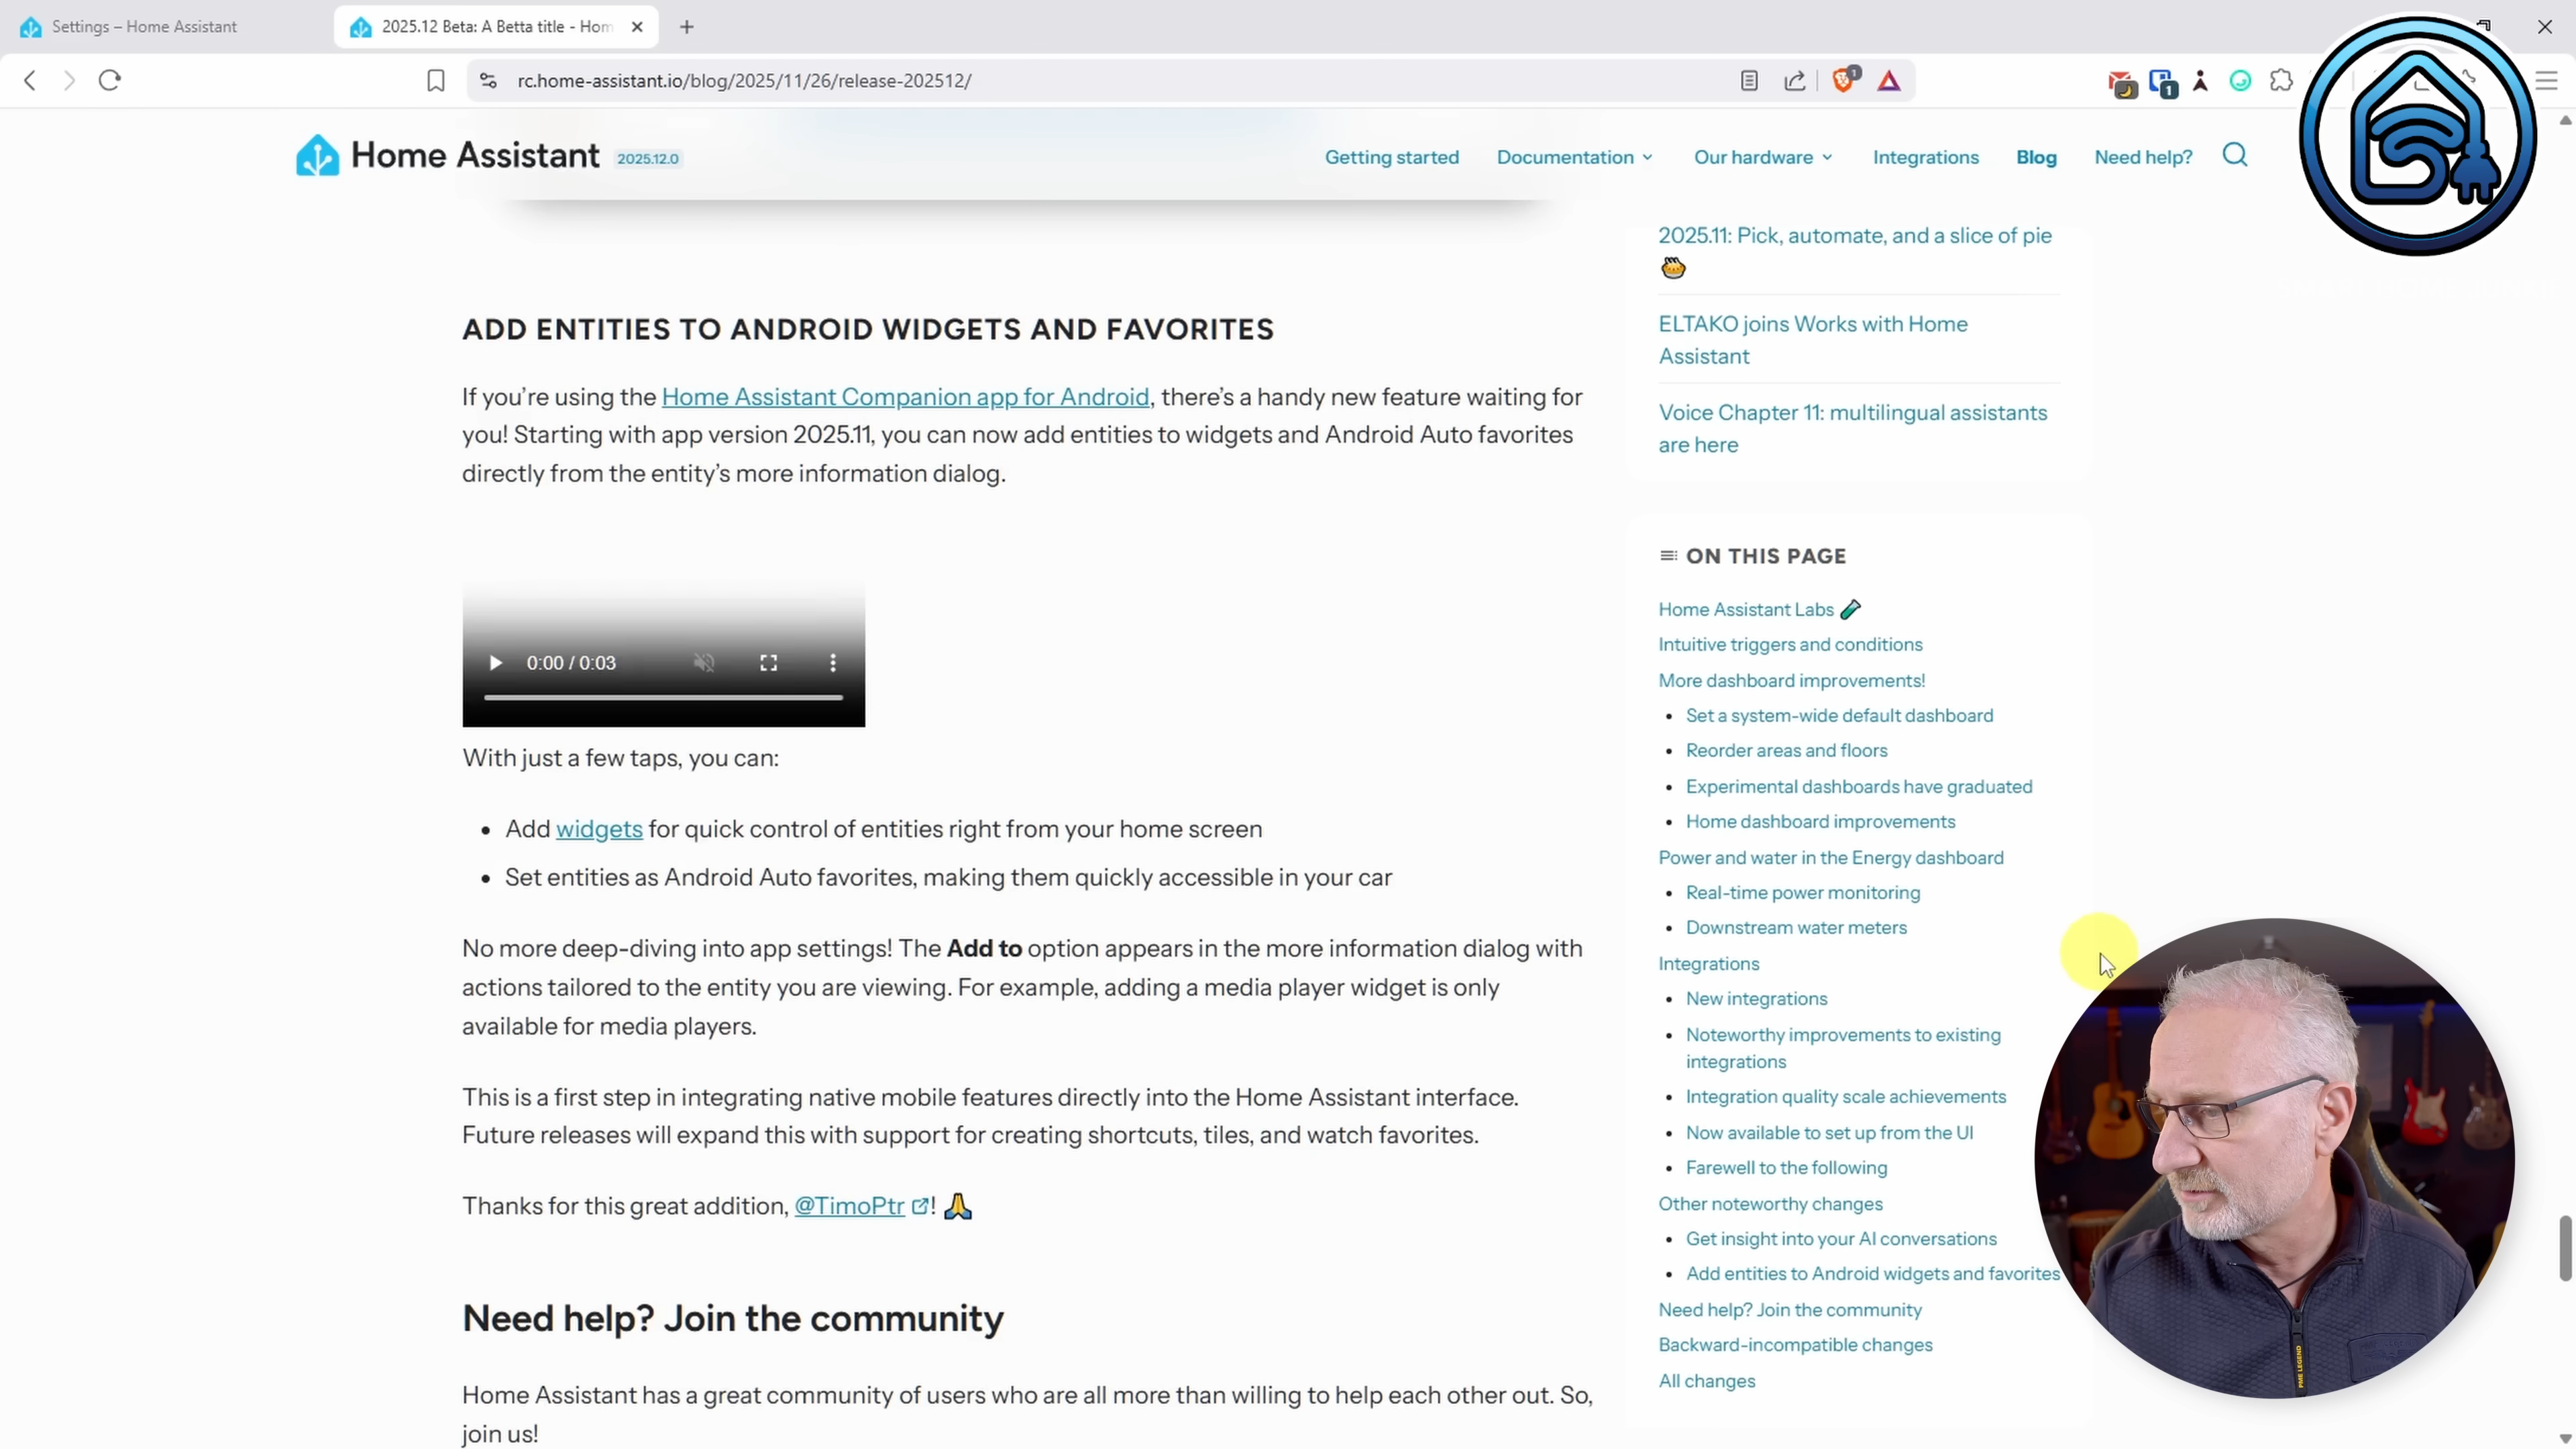 Settings – Home Assistant
2025.12 Beta: A Betta title - Hom
rc.home-assistant.io/blog/2025/11/26/release-202512/
1
1
Home Assistant 2025.12.0
Getting started
Documentation
Our hardware
Integrations
Blog
Need help?
ADD ENTITIES TO ANDROID WIDGETS AND FAVORITES
If you’re using the Home Assistant Companion app for Android, there’s a handy new feature waiting for
you! Starting with app version 2025.11, you can now add entities to widgets and Android Auto favorites
directly from the entity’s more information dialog.
0:00 / 0:03
With just a few taps, you can:
• Add widgets for quick control of entities right from your home screen
• Set entities as Android Auto favorites, making them quickly accessible in your car
No more deep-diving into app settings! The Add to option appears in the more information dialog with
actions tailored to the entity you are viewing. For example, adding a media player widget is only
available for media players.
This is a first step in integrating native mobile features directly into the Home Assistant interface.
Future releases will expand this with support for creating shortcuts, tiles, and watch favorites.
Thanks for this great addition, @TimoPtr! 🙏
Need help? Join the community
Home Assistant has a great community of users who are all more than willing to help each other out. So,
join us!
2025.11: Pick, automate, and a slice of pie
🥧
ELTAKO joins Works with Home
Assistant
Voice Chapter 11: multilingual assistants
are here
ON THIS PAGE
Home Assistant Labs 🧪
Intuitive triggers and conditions
More dashboard improvements!
• Set a system-wide default dashboard
• Reorder areas and floors
• Experimental dashboards have graduated
• Home dashboard improvements
Power and water in the Energy dashboard
• Real-time power monitoring
• Downstream water meters
Integrations
• New integrations
• Noteworthy improvements to existing
integrations
• Integration quality scale achievements
• Now available to set up from the UI
• Farewell to the following
Other noteworthy changes
• Get insight into your AI conversations
• Add entities to Android widgets and favorites
Need help? Join the community
Backward-incompatible changes
All changes
PME LEGEND